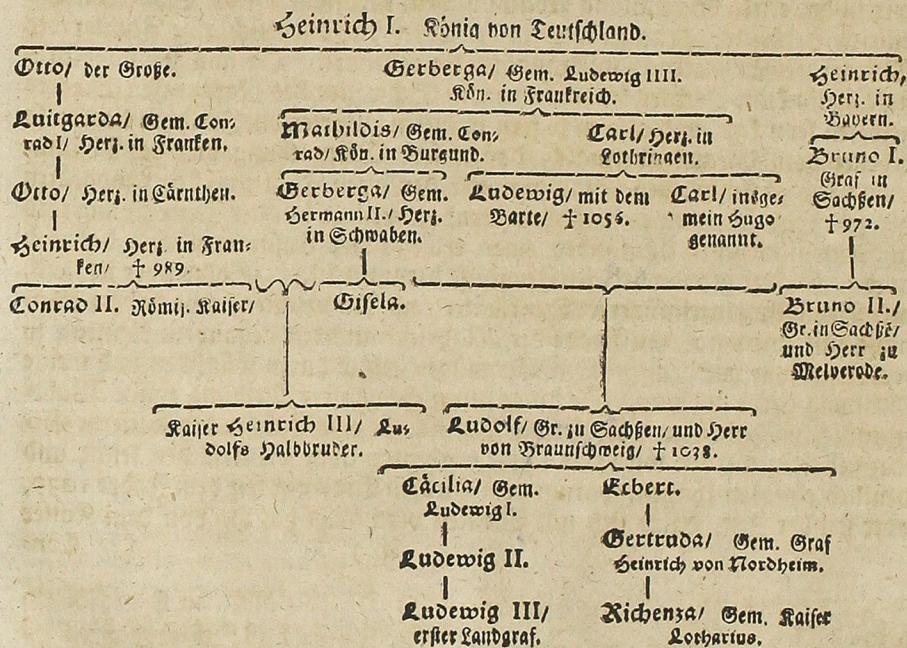 Heinrich I. König von Teutschland.
Otto/ der Große.
Gerberga/ Gem. Ludewig IIII.
Kön. in Frankreich.
Heinrich,
Herz. in
Bayern.
Luitgarda/ Gem. Con-
rad I/ Herz. in Franken.
Mathildis/ Gem. Con-
rad/ Kön. in Burgund.
Carl/ Herz. in
Lothringen.
Bruno I.
Graf in
Sachßen/
† 972.
Otto/ Herz. in Cärnthen.
Gerberga/ Gem.
Hermann II./ Herz.
in Schwaben.
Ludewig/ mit dem
Barte/ † 1056.
Carl/ insge-
mein Hugo
genannt.
Heinrich/ Herz. in Fran-
ken/ † 989.
Conrad II. Römis. Kaiser/
Gisela.
Bruno II./
Gr. in Sachßē/
und Herr zu
Melverode.
Kaiser Heinrich III/ Lu-
dolfs Halbbruder.
Ludolf/ Gr. zu Sachßen/ und Herr
von Braunschweig/ † 1038.
Cäcilia/ Gem.
Ludewig I.
Ecbert.
Ludewig II.
Gertruda/ Gem. Graf
Heinrich von Nordheim.
Ludewig III/
erster Landgraf.
Richenza/ Gem. Kaiser
Lotharius.